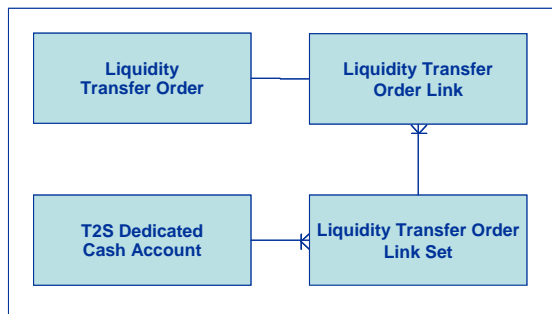 Liquidity
Transfer Order
Liquidity Transfer
Order Link
T2S Dedicated
Cash Account
Liquidity Transfer Order
Link Set